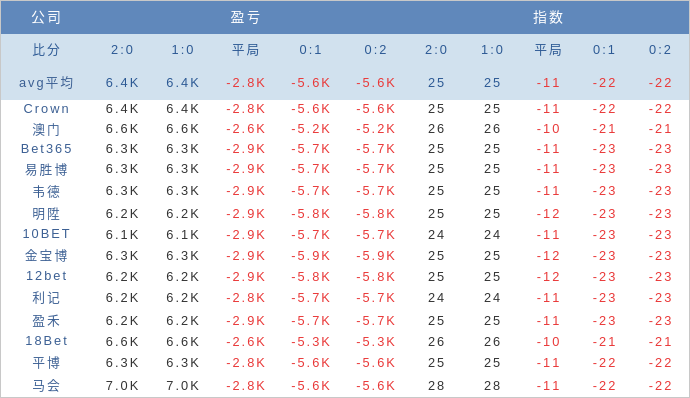 公司 盈亏 指数
比分 2:0 1:0 平局 0:1 0:2 2:0 1:0 平局 0:1 0:2
avg平均 6.4K 6.4K -2.8K -5.6K -5.6K 25 25 -11 -22 -22
Crown 6.4K 6.4K -2.8K -5.6K -5.6K 25 25 -11 -22 -22
澳门 6.6K 6.6K -2.6K -5.2K -5.2K 26 26 -10 -21 -21
Bet365 6.3K 6.3K -2.9K -5.7K -5.7K 25 25 -11 -23 -23
易胜博 6.3K 6.3K -2.9K -5.7K -5.7K 25 25 -11 -23 -23
韦德 6.3K 6.3K -2.9K -5.7K -5.7K 25 25 -11 -23 -23
明陞 6.2K 6.2K -2.9K -5.8K -5.8K 25 25 -12 -23 -23
10BET 6.1K 6.1K -2.9K -5.7K -5.7K 24 24 -11 -23 -23
金宝博 6.3K 6.3K -2.9K -5.9K -5.9K 25 25 -12 -23 -23
12bet 6.2K 6.2K -2.9K -5.8K -5.8K 25 25 -12 -23 -23
利记 6.2K 6.2K -2.8K -5.7K -5.7K 24 24 -11 -23 -23
盈禾 6.2K 6.2K -2.9K -5.7K -5.7K 25 25 -11 -23 -23
18Bet 6.6K 6.6K -2.6K -5.3K -5.3K 26 26 -10 -21 -21
平博 6.3K 6.3K -2.8K -5.6K -5.6K 25 25 -11 -22 -22
马会 7.0K 7.0K -2.8K -5.6K -5.6K 28 28 -11 -22 -22